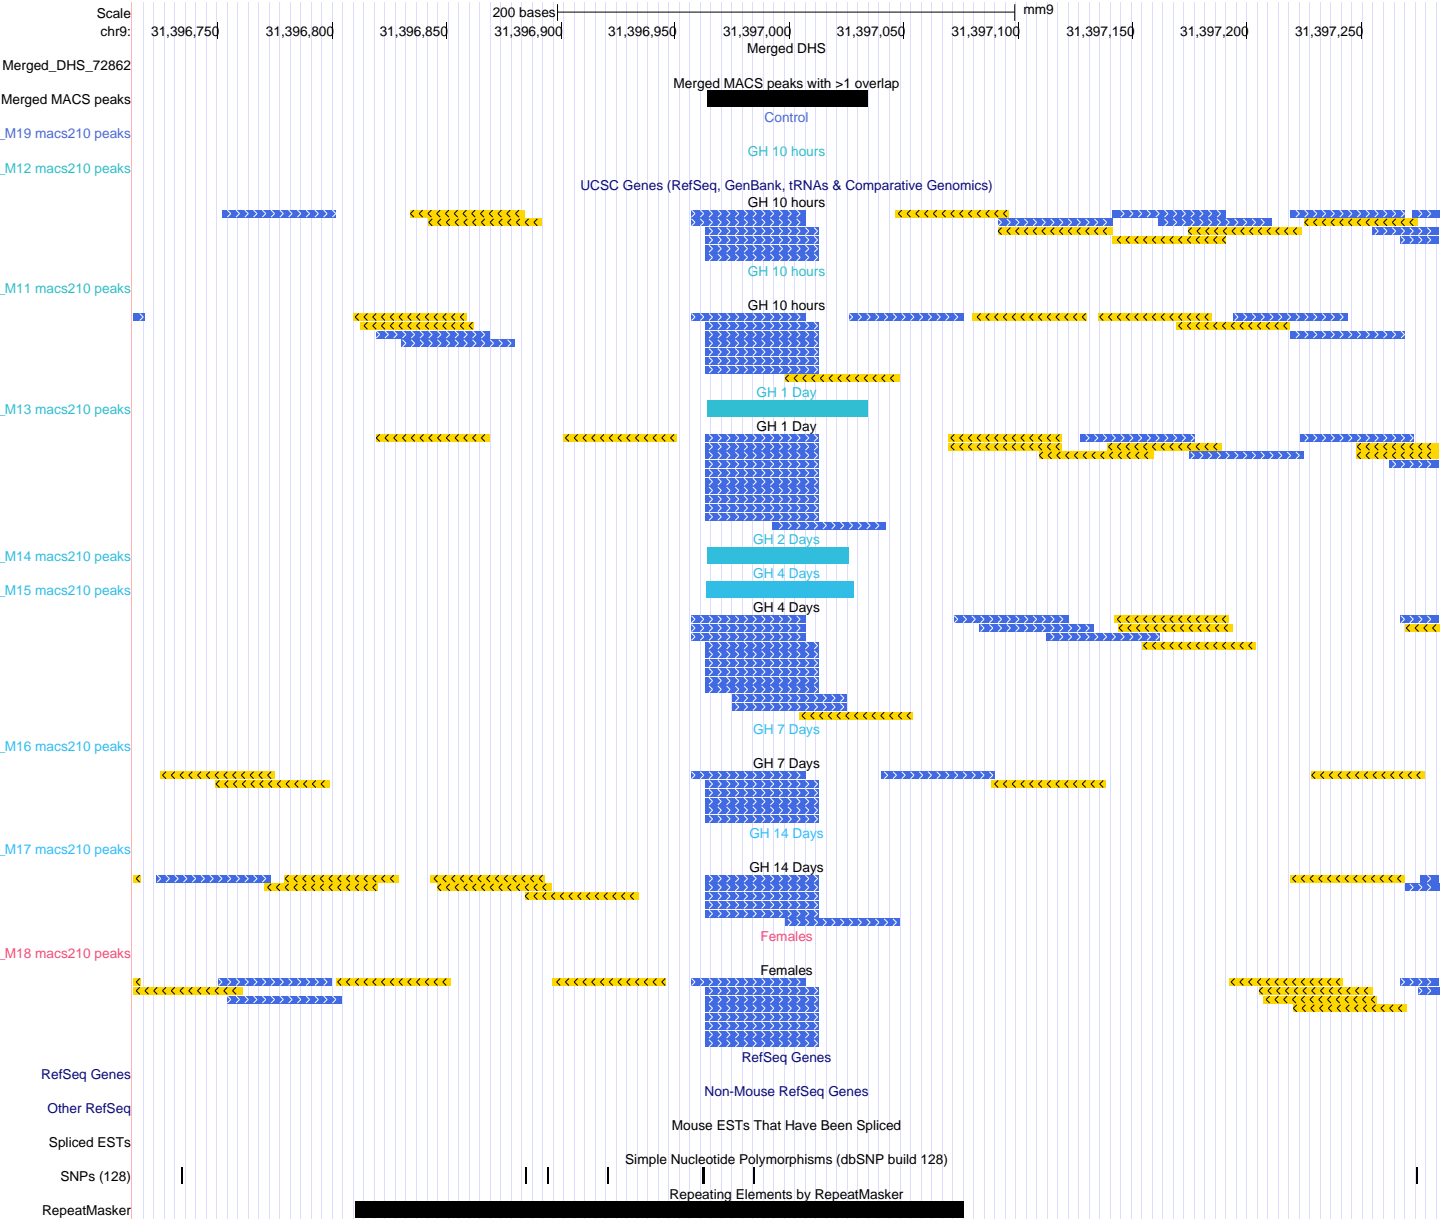 Scale 200 bases mm9
chr9: 31,396,750 31,396,800 31,396,850 31,396,900 31,396,950 31,397,000 31,397,050 31,397,100 31,397,150 31,397,200 31,397,250
Merged DHS
Merged_DHS_72862
Merged MACS peaks with >1 overlap
Merged MACS peaks
Control
_M19 macs210 peaks
GH 10 hours
_M12 macs210 peaks
UCSC Genes (RefSeq, GenBank, tRNAs & Comparative Genomics)
GH 10 hours
GH 10 hours
_M11 macs210 peaks
GH 10 hours
GH 1 Day
_M13 macs210 peaks
GH 1 Day
GH 2 Days
_M14 macs210 peaks
GH 4 Days
_M15 macs210 peaks
GH 4 Days
GH 7 Days
_M16 macs210 peaks
GH 7 Days
GH 14 Days
_M17 macs210 peaks
GH 14 Days
Females
_M18 macs210 peaks
Females
RefSeq Genes
RefSeq Genes
Non-Mouse RefSeq Genes
Other RefSeq
Mouse ESTs That Have Been Spliced
Spliced ESTs
Simple Nucleotide Polymorphisms (dbSNP build 128)
SNPs (128)
Repeating Elements by RepeatMasker
RepeatMasker